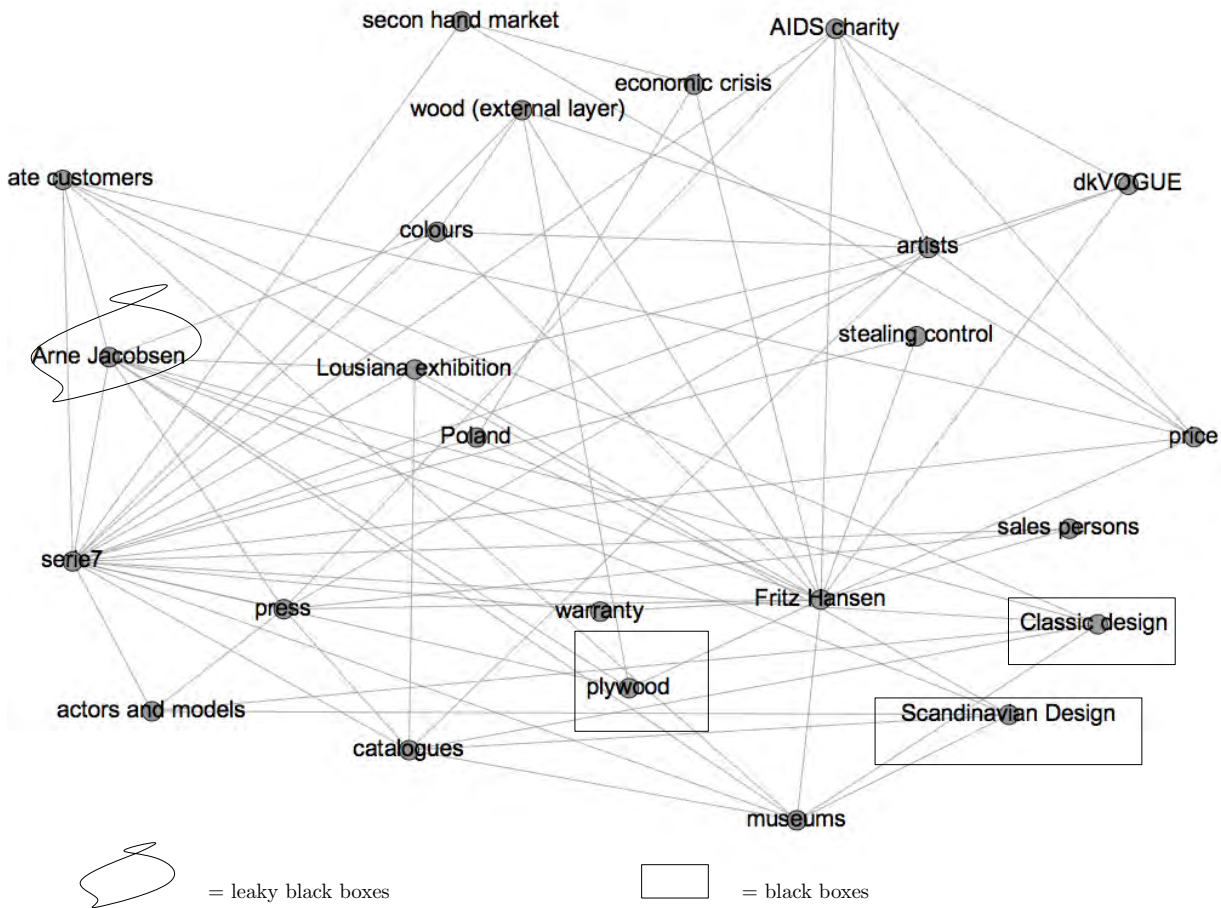 secon hand market
AIDS charity
economic crisis
wood (external layer)
ate customers
dkVOGUE
colours
artists
stealing control
Arne Jacobsen
Lousiana exhibition
Poland
price
sales persons
serie7
press
warranty
Fritz Hansen
Classic design
plywood
actors and models
Scandinavian Design
catalogues
museums
= leaky black boxes
= black boxes